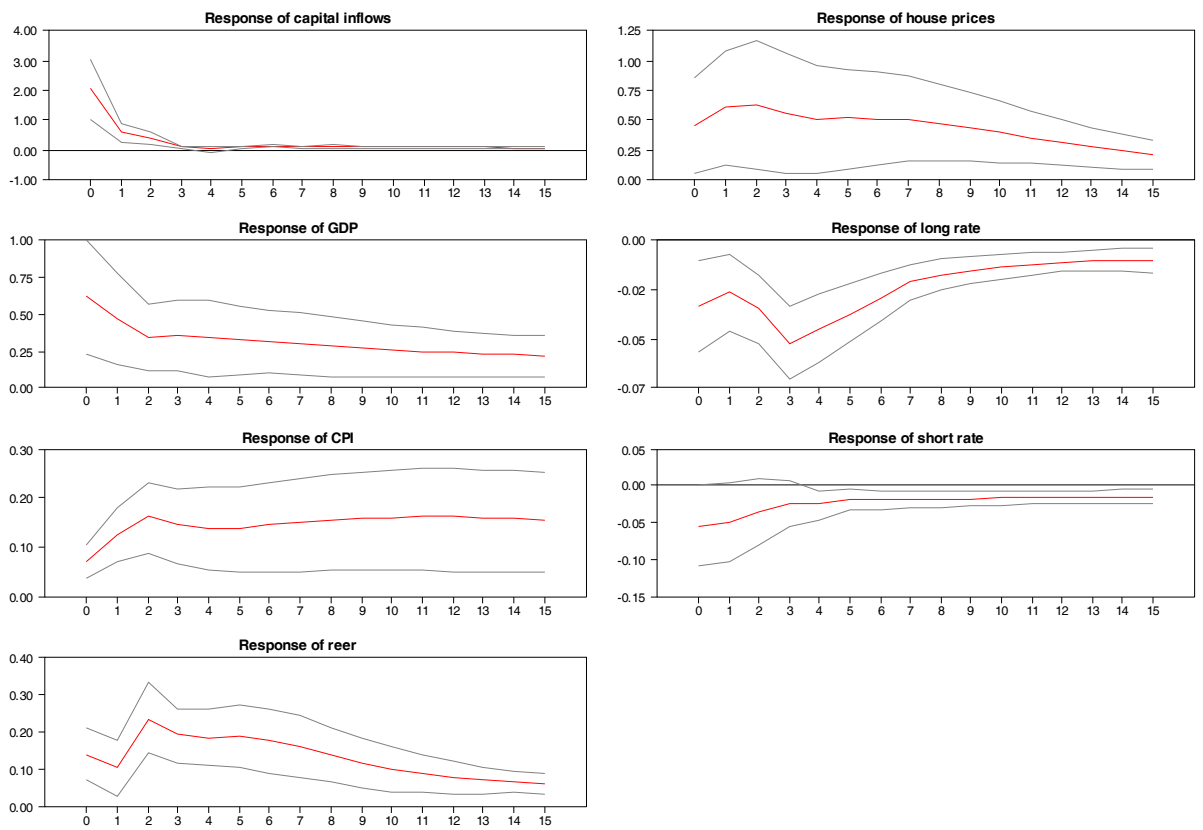 Response of capital inflows
4.00
3.00
2.00
1.00
0.00
-1.00
0 1 2 3 4 5 6 7 8 9 10 11 12 13 14 15
Response of house prices
1.25
1.00
0.75
0.50
0.25
0.00
0 1 2 3 4 5 6 7 8 9 10 11 12 13 14 15
Response of GDP
1.00
0.75
0.50
0.25
0.00
0 1 2 3 4 5 6 7 8 9 10 11 12 13 14 15
Response of long rate
0.00
-0.02
-0.05
-0.07
0 1 2 3 4 5 6 7 8 9 10 11 12 13 14 15
Response of CPI
0.30
0.20
0.10
0.00
0 1 2 3 4 5 6 7 8 9 10 11 12 13 14 15
Response of short rate
0.05
0.00
-0.05
-0.10
-0.15
0 1 2 3 4 5 6 7 8 9 10 11 12 13 14 15
Response of reer
0.40
0.30
0.20
0.10
0.00
0 1 2 3 4 5 6 7 8 9 10 11 12 13 14 15